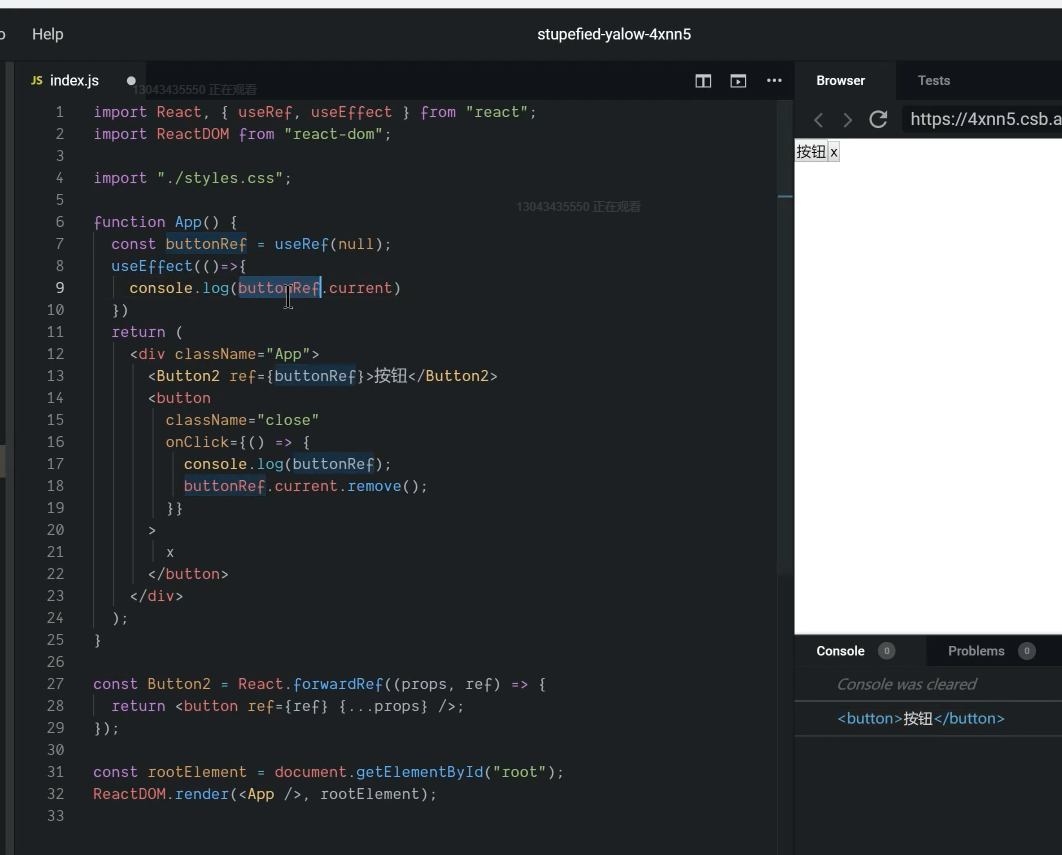 Help
stupefied-yalow-4xnn5
JS index.js
13043435550 正在观看
Browser
Tests
https://4xnn5.csb.a
按钮 x
13043435550 正在观看
1 import React, { useRef, useEffect } from "react";
2 import ReactDOM from "react-dom";
3
4 import "./styles.css";
5
6 function App() {
7 const buttonRef = useRef(null);
8 useEffect(()=>{
9 console.log(buttonRef.current)
10 })
11 return (
12 <div className="App">
13 <Button2 ref={buttonRef}>按钮</Button2>
14 <button
15 className="close"
16 onClick={() => {
17 console.log(buttonRef);
18 buttonRef.current.remove();
19 }}
20 >
21 x
22 </button>
23 </div>
24 );
25 }
26
27 const Button2 = React.forwardRef((props, ref) => {
28 return <button ref={ref} {...props} />;
29 });
30
31 const rootElement = document.getElementById("root");
32 ReactDOM.render(<App />, rootElement);
33
Console 0
Problems 0
Console was cleared
<button>按钮</button>